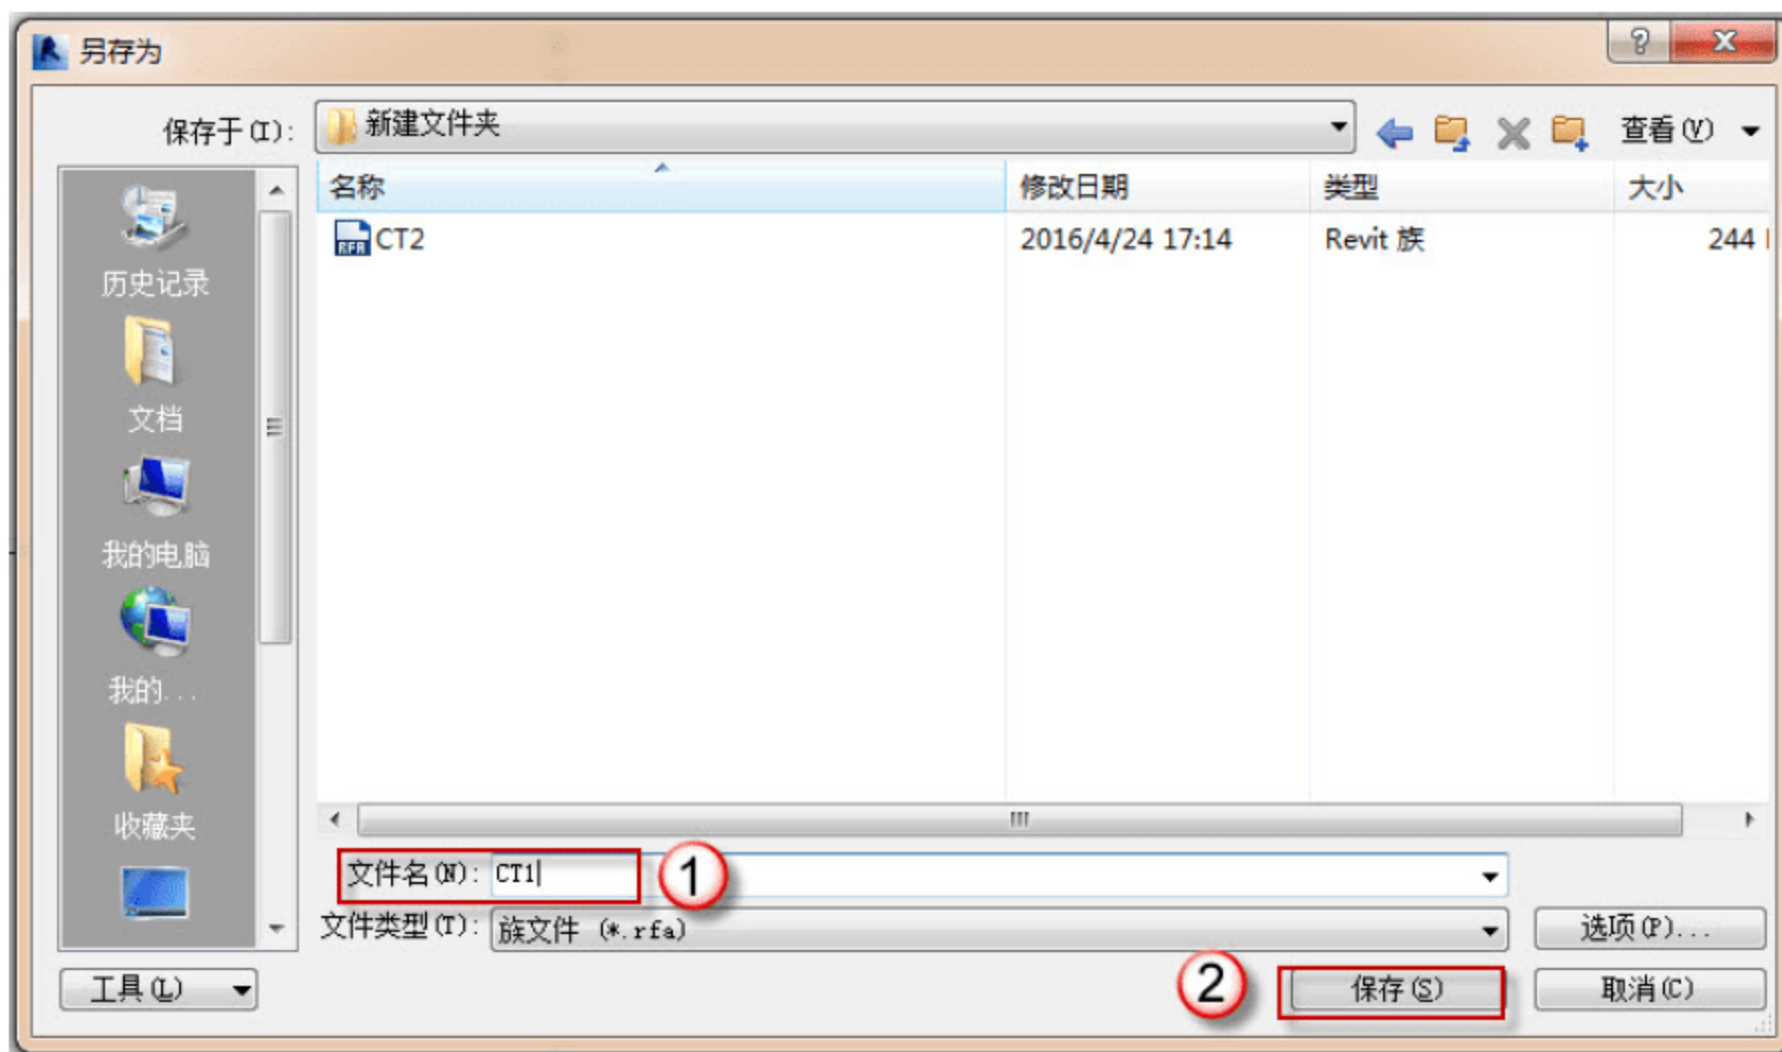 另存为
保存于(I):
新建文件夹
查看(V)
名称 修改日期 类型 大小
CT2 2016/4/24 17:14 Revit 族 244
RFA
历史记录
文档
我的电脑
我的...
收藏夹
文件名(N): CT1
1
文件类型(T): 族文件 (*.rfa)
选项(P)...
工具(L)
2
保存(S)
取消(C)